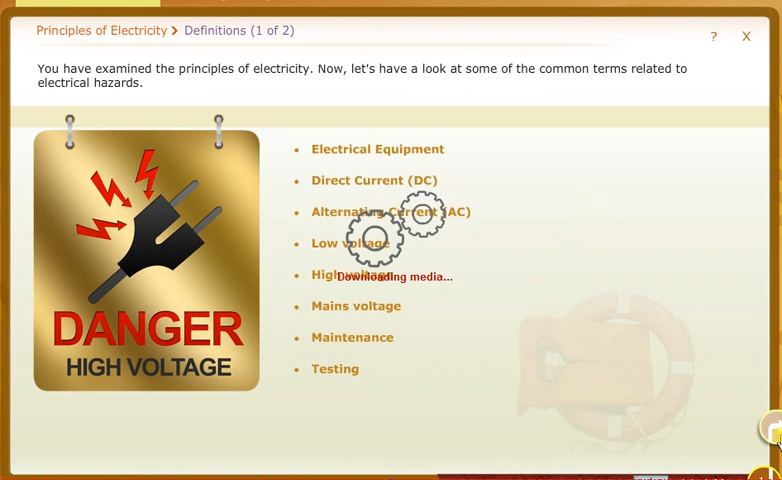 Principles of Electricity > Definitions (1 of 2)
? X
You have examined the principles of electricity. Now, let's have a look at some of the common terms related to
electrical hazards.
• Electrical Equipment
• Direct Current (DC)
• Alternating Current (AC)
• Low voltage
• High voltage
Downloading media...
• Mains voltage
• Maintenance
• Testing
DANGER
HIGH VOLTAGE